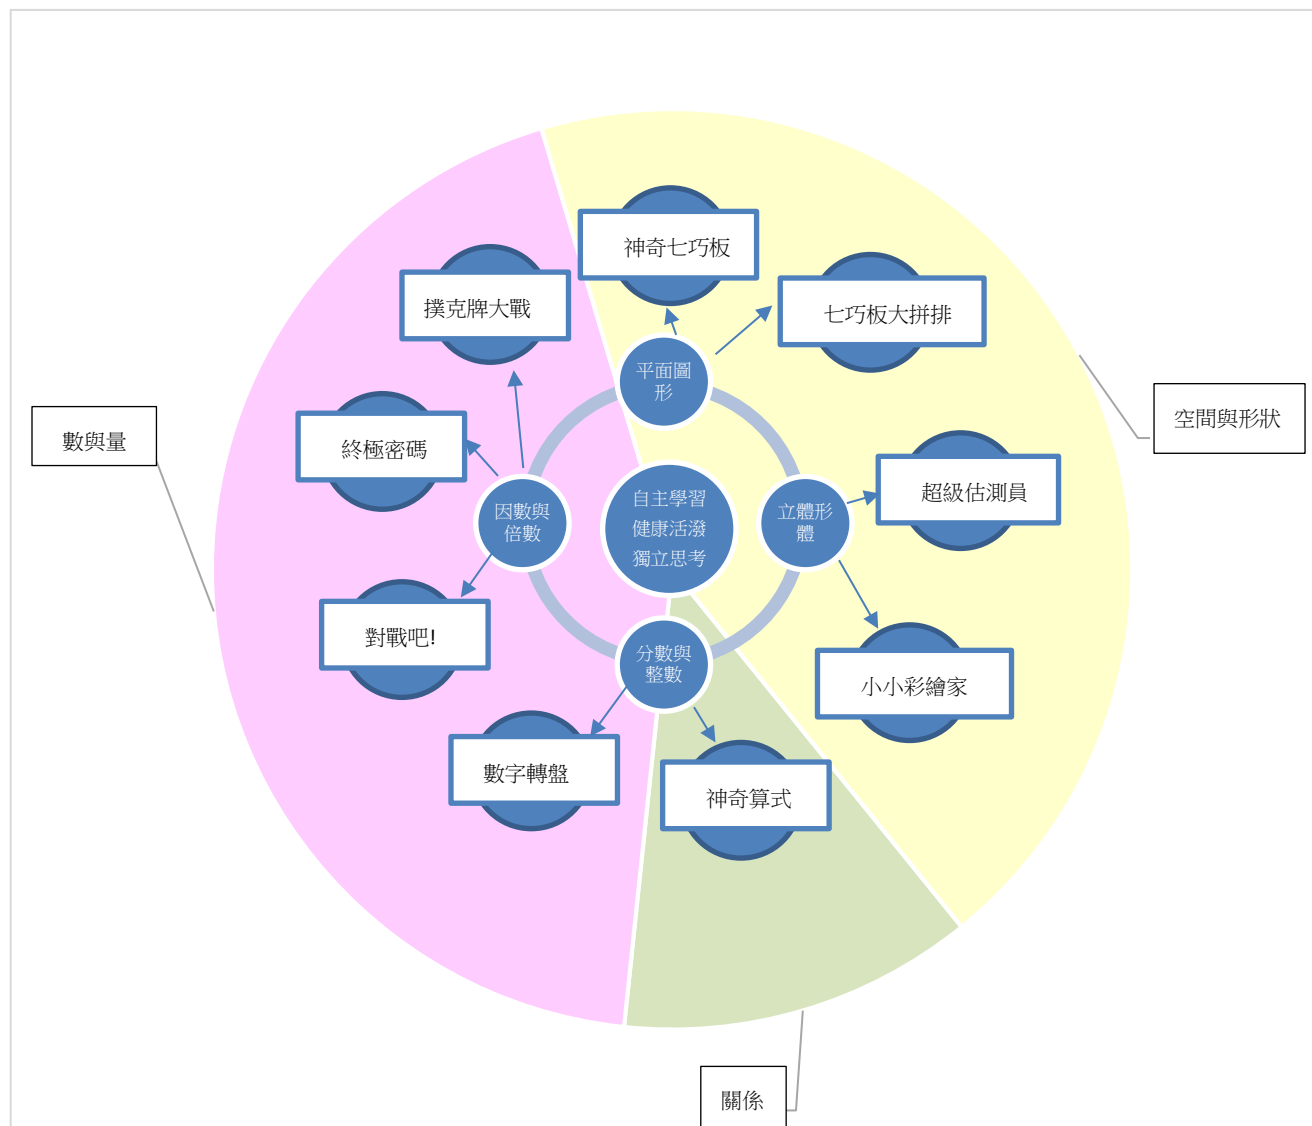 神奇七巧板
撲克牌大戰
七巧板大拼排
平面圖
形
數與量
終極密碼
空間與形狀
超級估測員
因數與
倍數
自主學習
健康活潑
獨立思考
立體形
體
對戰吧!
分數與
整數
小小彩繪家
數字轉盤
神奇算式
關係